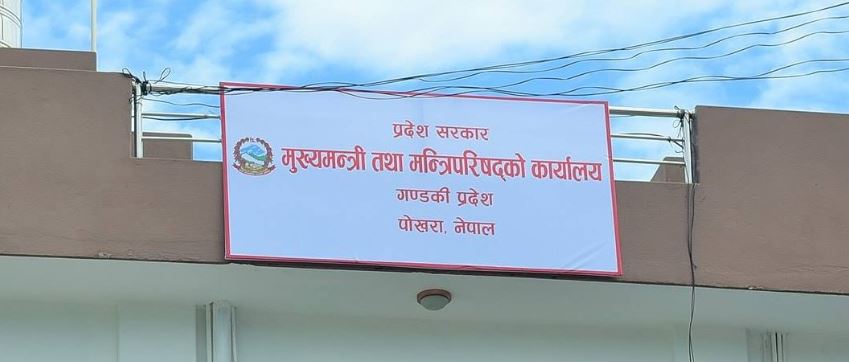 प्रदेश सरकार
मुख्यमन्त्री तथा मन्त्रिपरिषद्को कार्यालय
गण्डकी प्रदेश
पोखरा, नेपाल